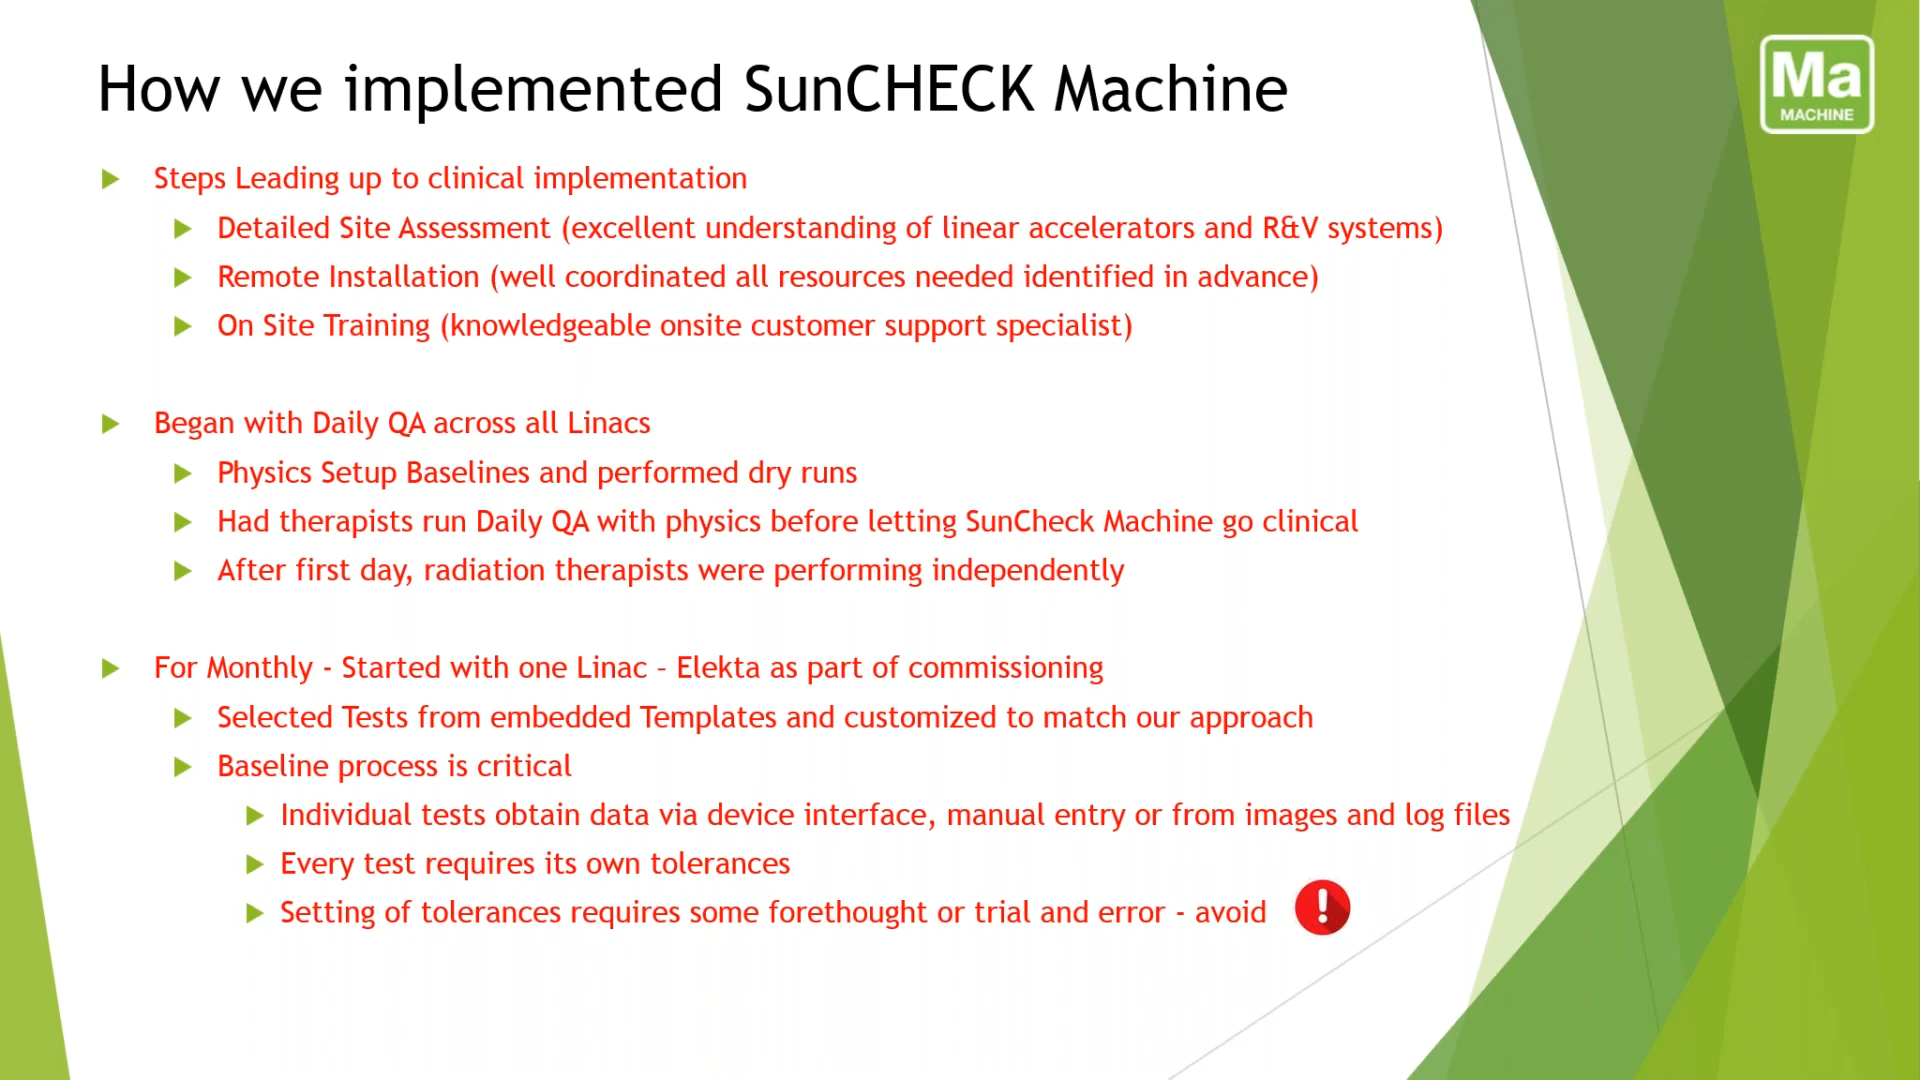 How we implemented SunCHECK Machine
Ma
MACHINE
Steps Leading up to clinical implementation
Detailed Site Assessment (excellent understanding of linear accelerators and R&V systems)
Remote Installation (well coordinated all resources needed identified in advance)
On Site Training (knowledgeable onsite customer support specialist)
Began with Daily QA across all Linacs
Physics Setup Baselines and performed dry runs
Had therapists run Daily QA with physics before letting SunCheck Machine go clinical
After first day, radiation therapists were performing independently
For Monthly - Started with one Linac – Elekta as part of commissioning
Selected Tests from embedded Templates and customized to match our approach
Baseline process is critical
Individual tests obtain data via device interface, manual entry or from images and log files
Every test requires its own tolerances
Setting of tolerances requires some forethought or trial and error - avoid